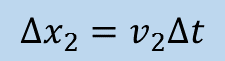 Δx₂ = v₂Δt